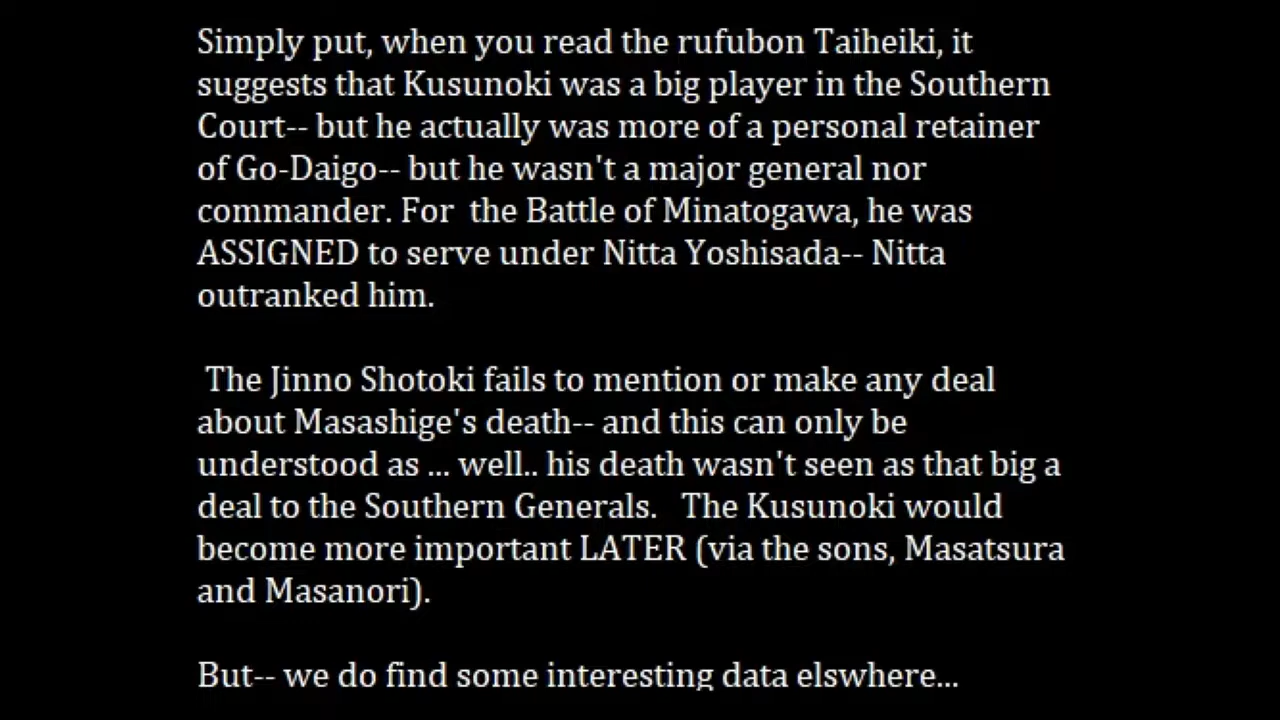 Simply put, when you read the rufubon Taiheiki, it
suggests that Kusunoki was a big player in the Southern
Court-- but he actually was more of a personal retainer
of Go-Daigo-- but he wasn't a major general nor
commander. For  the Battle of Minatogawa, he was
ASSIGNED to serve under Nitta Yoshisada-- Nitta
outranked him.
The Jinno Shotoki fails to mention or make any deal
about Masashige's death-- and this can only be
understood as ... well.. his death wasn't seen as that big a
deal to the Southern Generals.   The Kusunoki would
become more important LATER (via the sons, Masatsura
and Masanori).
But-- we do find some interesting data elswhere...